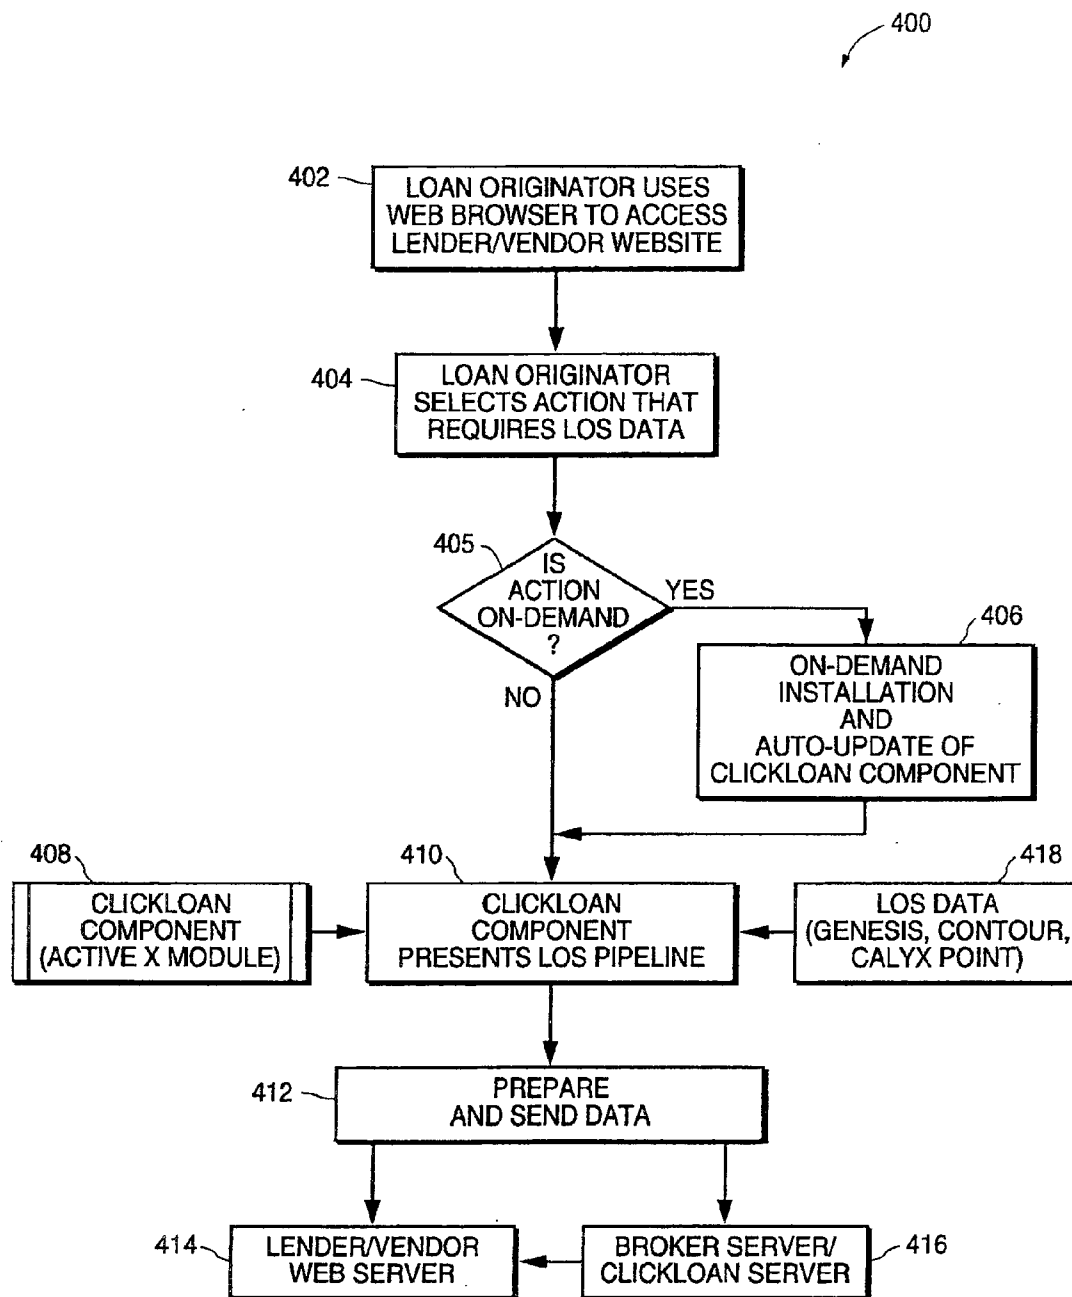 400
402
LOAN ORIGINATOR USES
WEB BROWSER TO ACCESS
LENDER/VENDOR WEBSITE
404
LOAN ORIGINATOR
SELECTS ACTION THAT
REQUIRES LOS DATA
405
IS
ACTION
ON-DEMAND
?
YES
NO
406
ON-DEMAND
INSTALLATION
AND
AUTO-UPDATE OF
CLICKLOAN COMPONENT
408
CLICKLOAN
COMPONENT
(ACTIVE X MODULE)
410
CLICKLOAN
COMPONENT
PRESENTS LOS PIPELINE
418
LOS DATA
(GENESIS, CONTOUR,
CALYX POINT)
412
PREPARE
AND SEND DATA
414
LENDER/VENDOR
WEB SERVER
BROKER SERVER/
CLICKLOAN SERVER
416